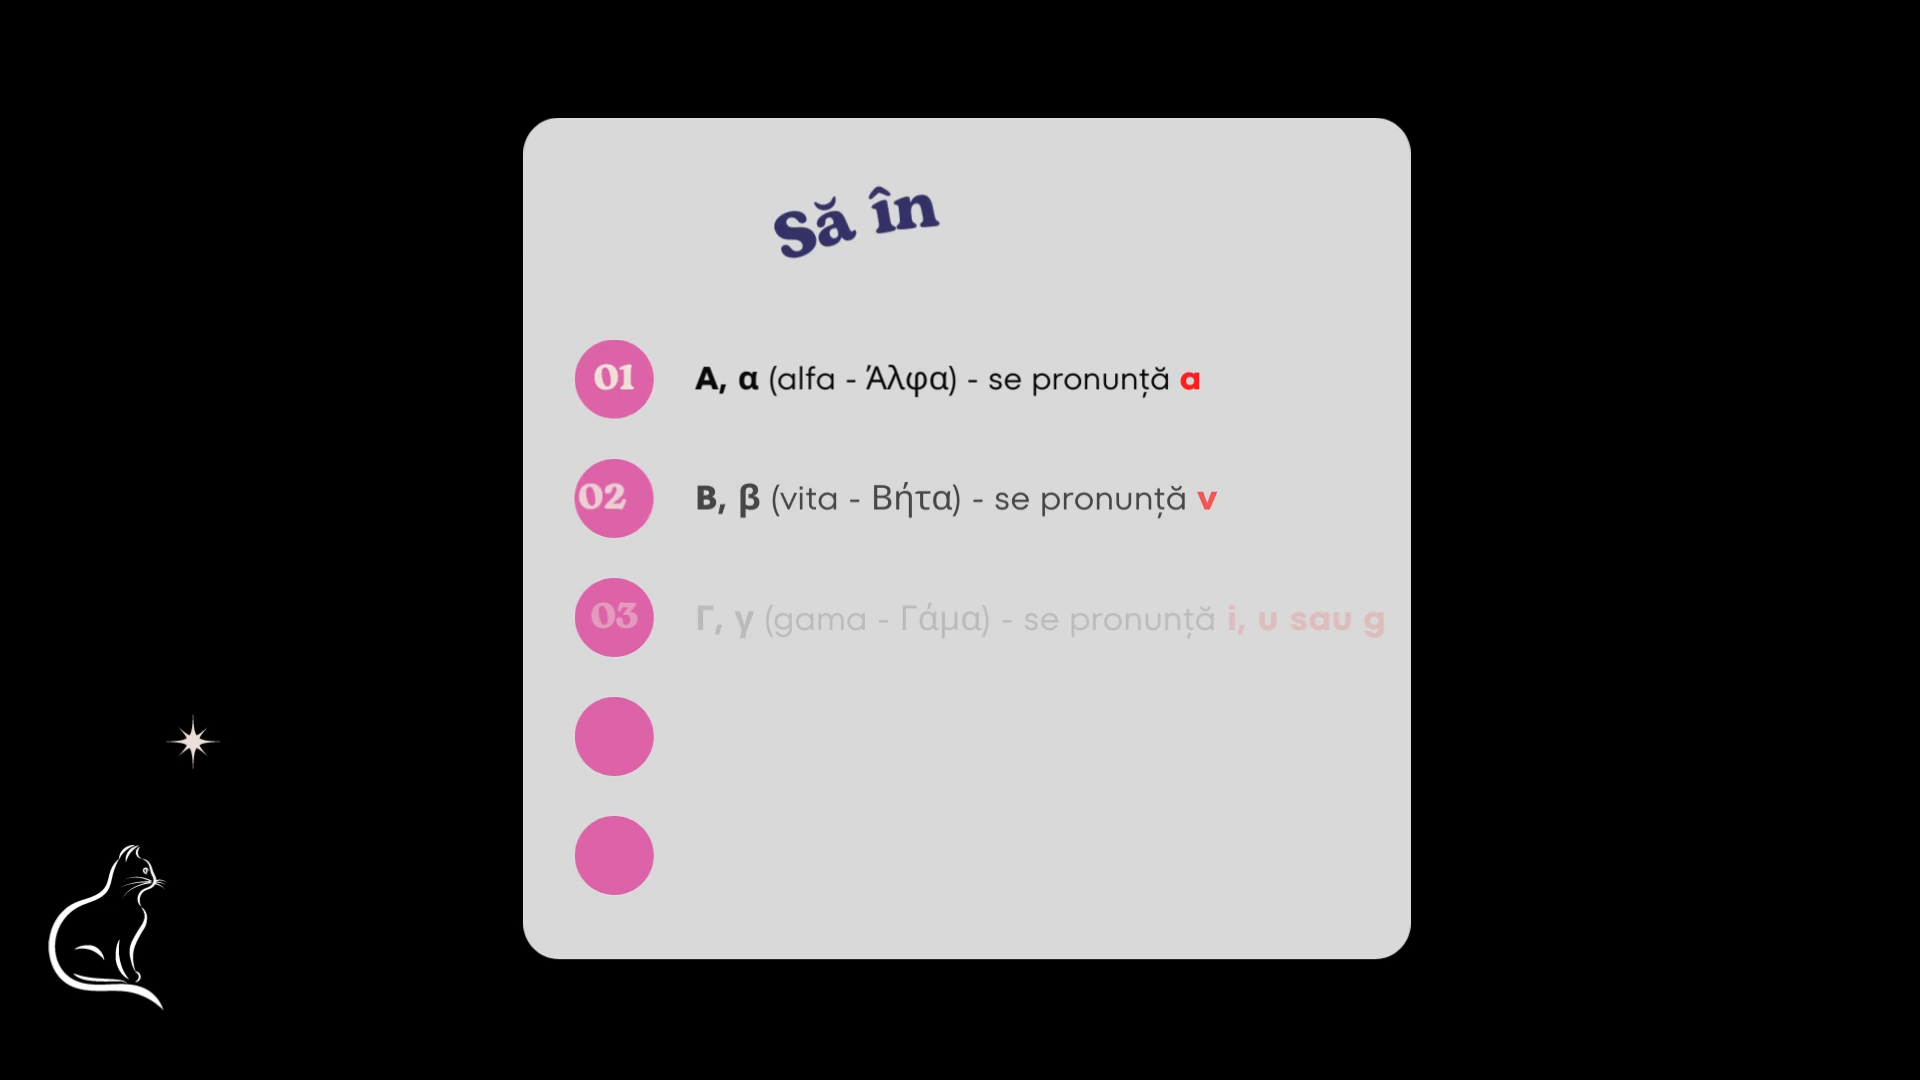 Să în
01
A, α (alfa - Άλφα) - se pronunță a
02
B, β (vita - Βήτα) - se pronunță v
03
Γ, γ (gama - Γάμα) - se pronunță i, u sau g